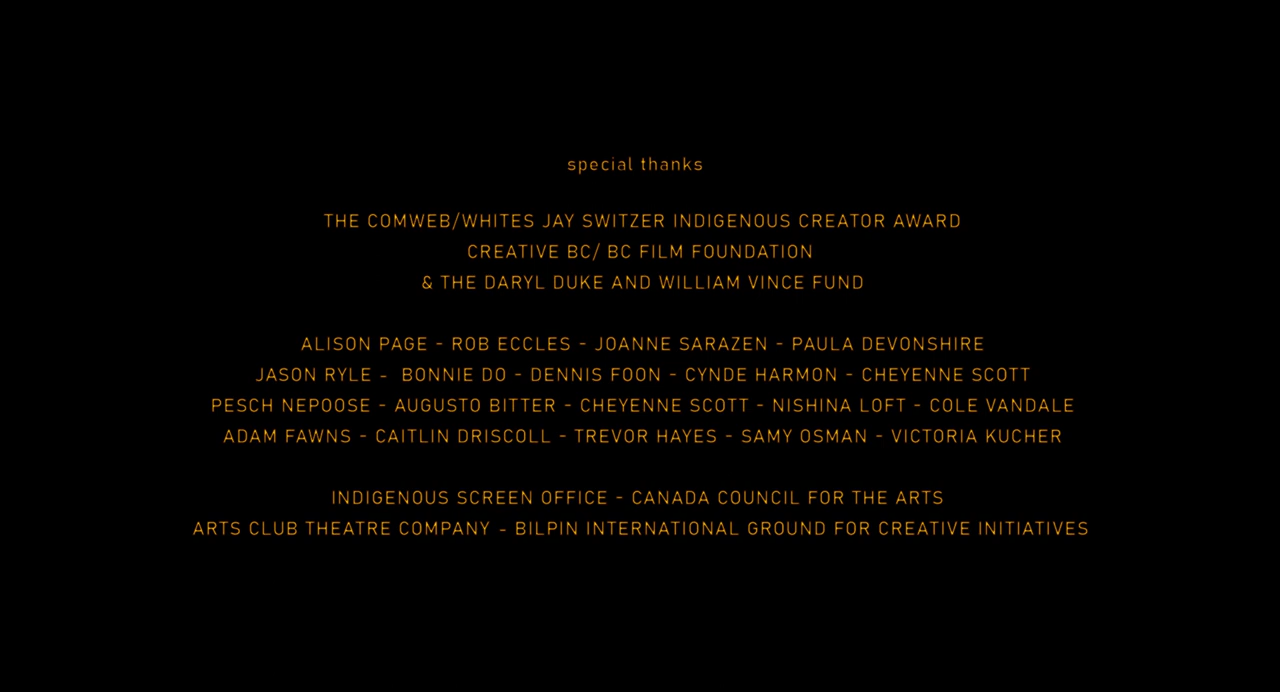 special thanks
THE COMWEB/WHITES JAY SWITZER INDIGENOUS CREATOR AWARD
CREATIVE BC/ BC FILM FOUNDATION
& THE DARYL DUKE AND WILLIAM VINCE FUND
ALISON PAGE - ROB ECCLES - JOANNE SARAZEN - PAULA DEVONSHIRE
JASON RYLE - BONNIE DO - DENNIS FOON - CYNDE HARMON - CHEYENNE SCOTT
PESCH NEPOOSE - AUGUSTO BITTER - CHEYENNE SCOTT - NISHINA LOFT - COLE VANDALE
ADAM FAWNS - CAITLIN DRISCOLL - TREVOR HAYES - SAMY OSMAN - VICTORIA KUCHER
INDIGENOUS SCREEN OFFICE - CANADA COUNCIL FOR THE ARTS
ARTS CLUB THEATRE COMPANY - BILPIN INTERNATIONAL GROUND FOR CREATIVE INITIATIVES